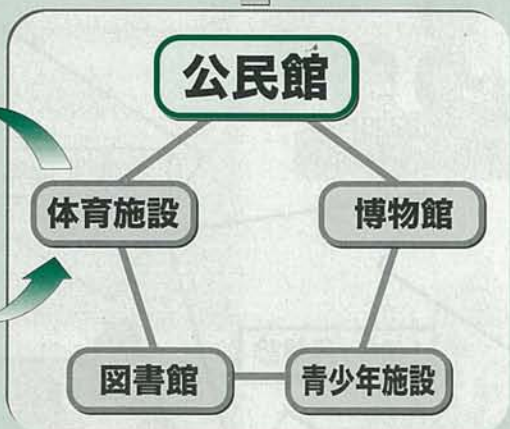 公民館
体育施設
博物館
図書館
青少年施設